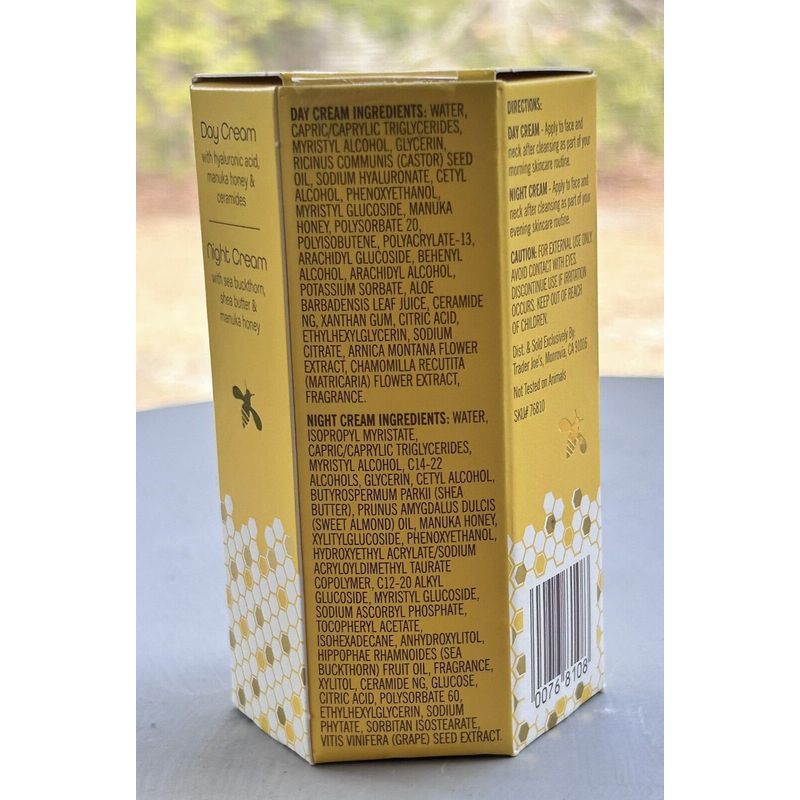 Day Cream
with hyaluronic acid,
manuka honey &
ceramides
Night Cream
with sea buckthorn,
shea butter &
manuka honey
DAY CREAM INGREDIENTS: WATER,
CAPRIC/CAPRYLIC TRIGLYCERIDES,
MYRISTYL ALCOHOL, GLYCERIN,
RICINUS COMMUNIS (CASTOR) SEED
OIL, SODIUM HYALURONATE, CETYL
ALCOHOL, PHENOXYETHANOL,
MYRISTYL GLUCOSIDE, MANUKA
HONEY, POLYSORBATE 20,
POLYISOBUTENE, POLYACRYLATE-13,
ARACHIDYL GLUCOSIDE, BEHENYL
ALCOHOL, ARACHIDYL ALCOHOL,
POTASSIUM SORBATE, ALOE
BARBADENSIS LEAF JUICE, CERAMIDE
NG, XANTHAN GUM, CITRIC ACID,
ETHYLHEXYLGLYCERIN, SODIUM
CITRATE, ARNICA MONTANA FLOWER
EXTRACT, CHAMOMILLA RECUTITA
(MATRICARIA) FLOWER EXTRACT,
FRAGRANCE.
NIGHT CREAM INGREDIENTS: WATER,
ISOPROPYL MYRISTATE,
CAPRIC/CAPRYLIC TRIGLYCERIDES,
MYRISTYL ALCOHOL, C14-22
ALCOHOLS, GLYCERIN, CETYL ALCOHOL,
BUTYROSPERMUM PARKII (SHEA
BUTTER), PRUNUS AMYGDALUS DULCIS
(SWEET ALMOND) OIL, MANUKA HONEY,
XYLITYLGLUCOSIDE, PHENOXYETHANOL,
HYDROXYETHYL ACRYLATE/SODIUM
ACRYLOYLDIMETHYL TAURATE
COPOLYMER, C12-20 ALKYL
GLUCOSIDE, MYRISTYL GLUCOSIDE,
SODIUM ASCORBYL PHOSPHATE,
TOCOPHERYL ACETATE,
ISOHEXADECANE, ANHYDROXYLITOL,
HIPPOPHAE RHAMNOIDES (SEA
BUCKTHORN) FRUIT OIL, FRAGRANCE,
XYLITOL, CERAMIDE NG, GLUCOSE,
CITRIC ACID, POLYSORBATE 60,
ETHYLHEXYLGLYCERIN, SODIUM
PHYTATE, SORBITAN ISOSTEARATE,
VITIS VINIFERA (GRAPE) SEED EXTRACT.
DIRECTIONS:
DAY CREAM - Apply to face and
neck after cleansing as part of your
morning skincare routine.
NIGHT CREAM - Apply to face and
neck after cleansing as part of your
evening skincare routine.
CAUTION: FOR EXTERNAL USE ONLY.
AVOID CONTACT WITH EYES.
DISCONTINUE USE IF IRRITATION
OCCURS. KEEP OUT OF REACH
OF CHILDREN.
Dist. & Sold Exclusively By:
Trader Joe's, Monrovia, CA 91016
Not Tested on Animals
SKU# 76810
0076 8108